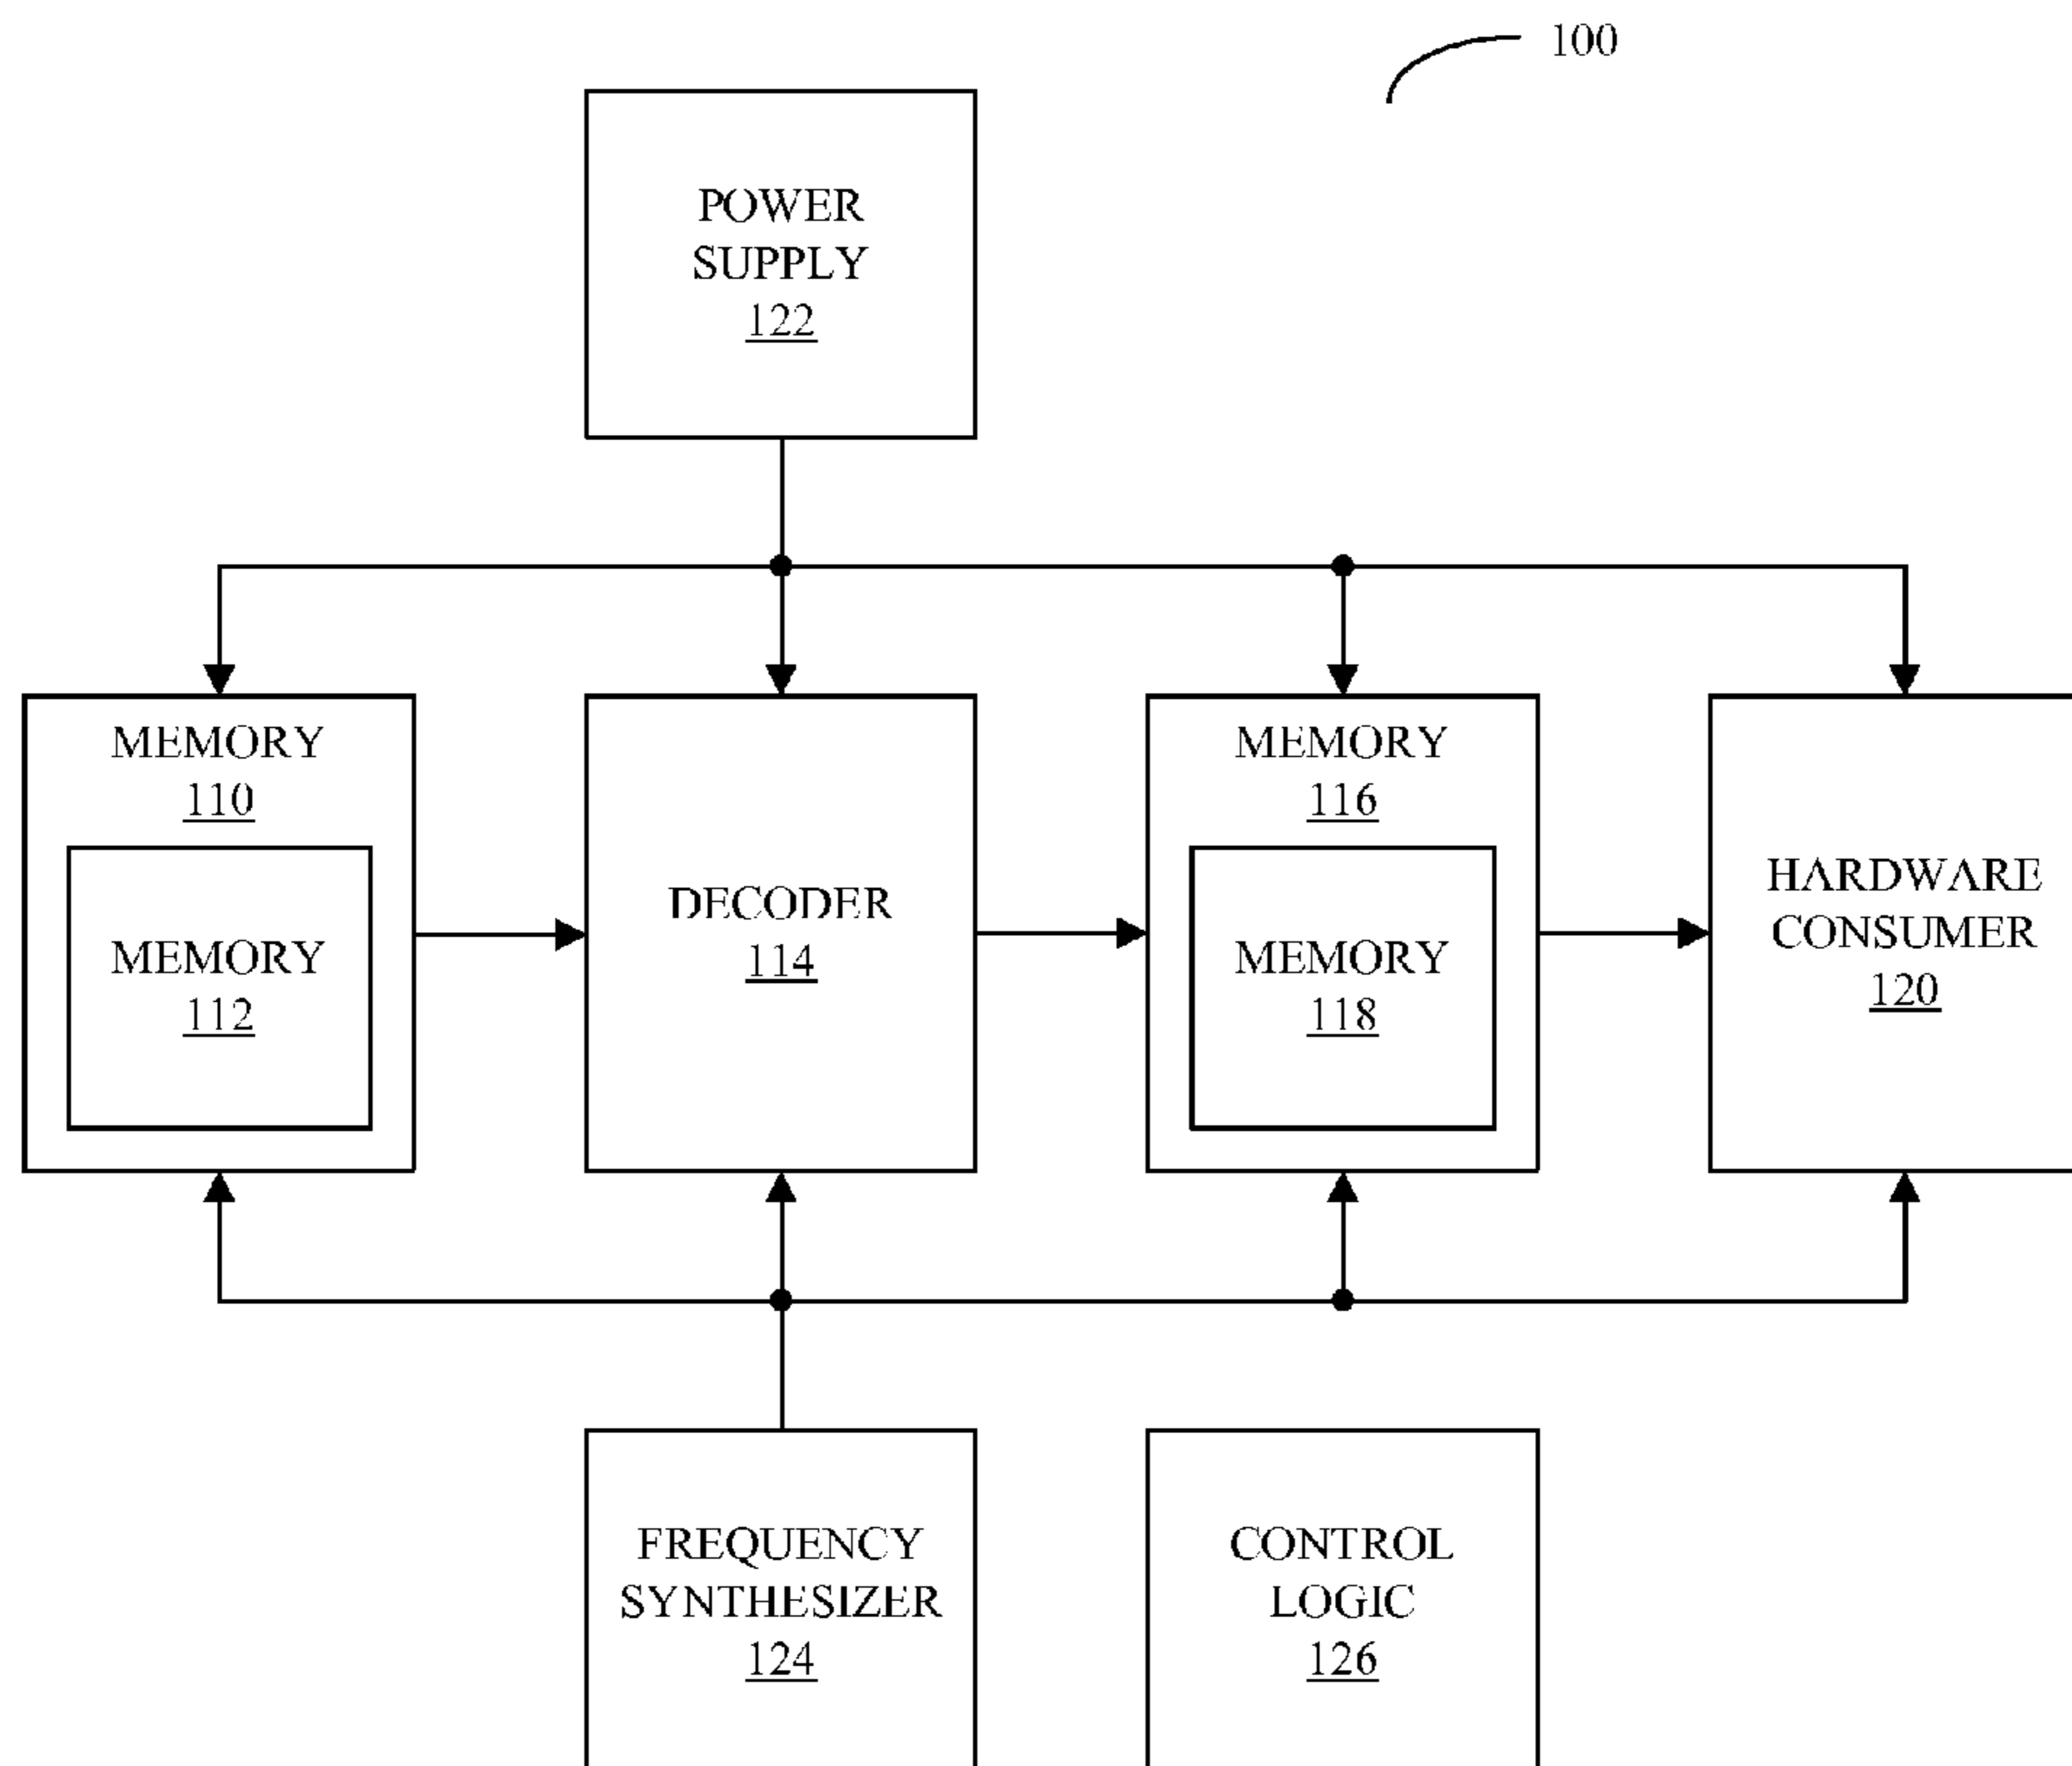 100
POWER
SUPPLY
122
MEMORY
110
MEMORY
112
DECODER
114
MEMORY
116
MEMORY
118
HARDWARE
CONSUMER
120
FREQUENCY
SYNTHESIZER
124
CONTROL
LOGIC
126